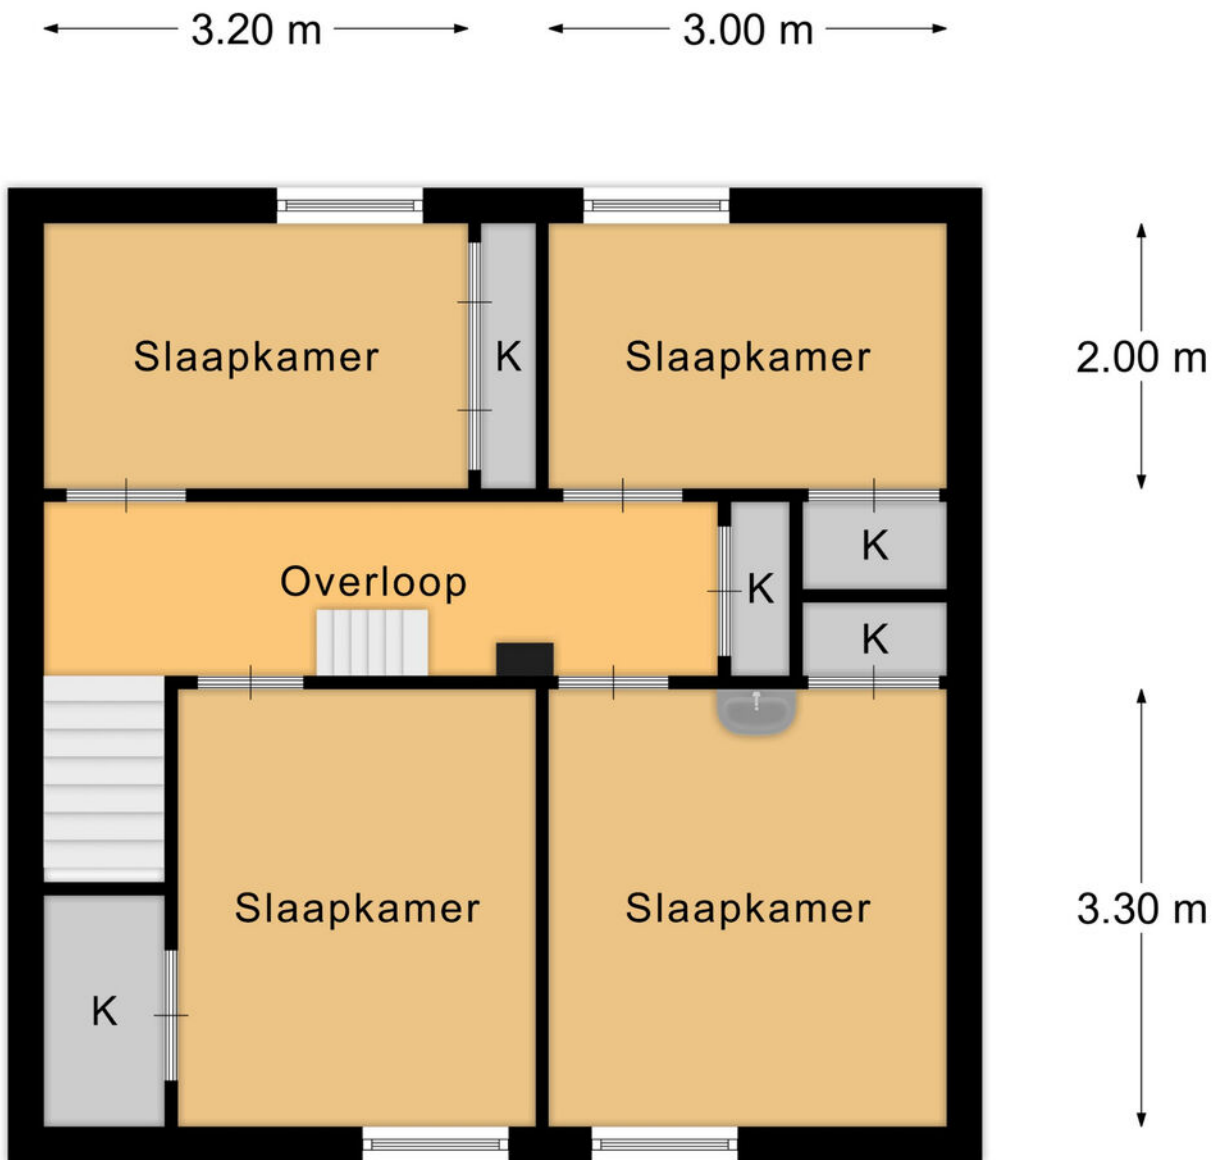 3.20 m
3.00 m
Slaapkamer
K
Slaapkamer
2.00 m
K
Overloop
K
K
Slaapkamer
Slaapkamer
3.30 m
K